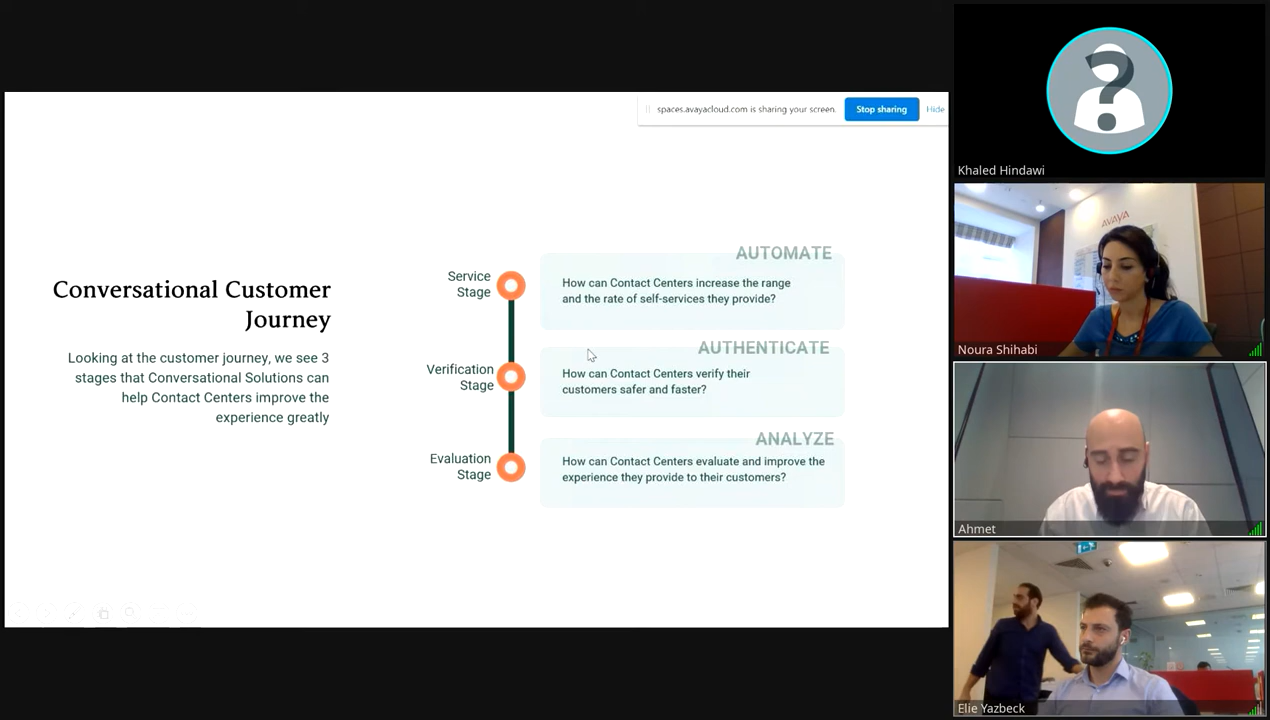 spaces.avayacloud.com is sharing your screen.
Stop sharing
Hide
Conversational Customer
Journey
Looking at the customer journey, we see 3
stages that Conversational Solutions can
help Contact Centers improve the
experience greatly
Service
Stage
AUTOMATE
How can Contact Centers increase the range
and the rate of self-services they provide?
Verification
Stage
AUTHENTICATE
How can Contact Centers verify their
customers safer and faster?
Evaluation
Stage
ANALYZE
How can Contact Centers evaluate and improve the
experience they provide to their customers?
?
Khaled Hindawi
AVAYA
Noura Shihabi
Ahmet
Elie Yazbeck